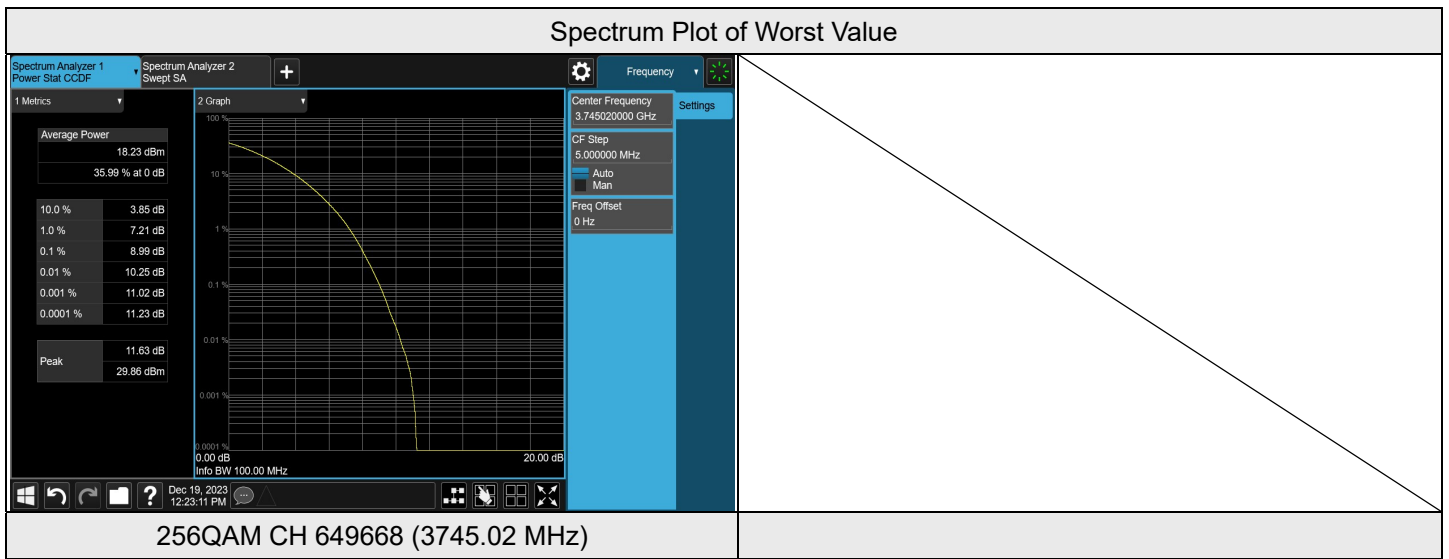 Spectrum Plot of Worst Value
Spectrum Analyzer 1
Power Stat CCDF
Spectrum Analyzer 2
Swept SA
+
Frequency
1 Metrics
2 Graph
Average Power
18.23 dBm
35.99 % at 0 dB
10.0 % 3.85 dB
1.0 % 7.21 dB
0.1 % 8.99 dB
0.01 % 10.25 dB
0.001 % 11.02 dB
0.0001 % 11.23 dB
Peak 11.63 dB
29.86 dBm
100 %
10 %
1 %
0.1 %
0.01 %
0.001 %
0.0001 %
0.00 dB 20.00 dB
Info BW 100.00 MHz
Center Frequency
3.745020000 GHz
Settings
CF Step
5.000000 MHz
Auto
Man
Freq Offset
0 Hz
?
Dec 19, 2023
12:23:11 PM
256QAM CH 649668 (3745.02 MHz)